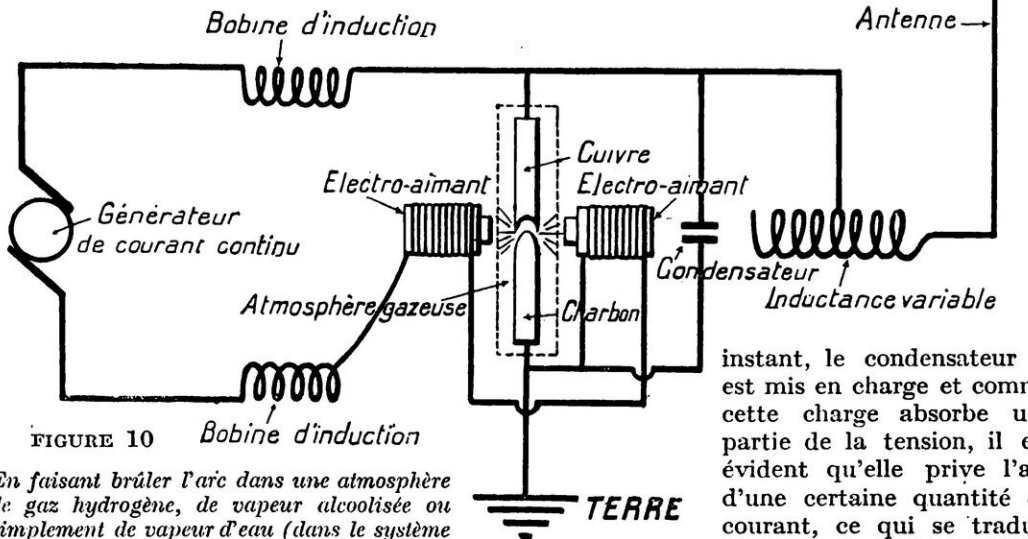 Bobine d'induction
Antenne
Cuivre
Electro-aimant
Electro-aimant
Générateur
de courant continu
Condensateur
Atmosphère gazeuse
Charbon
Inductance variable
FIGURE 10
Bobine d'induction
TERRE
En faisant brûler l'arc dans une atmosphère
de gaz hydrogène, de vapeur alcoolisée ou
simplement de vapeur d'eau (dans le système
instant, le condensateur
est mis en charge et comm
cette charge absorbe u
partie de la tension, il e
évident qu'elle prive l'a
d'une certaine quantité
courant, ce qui se tradu